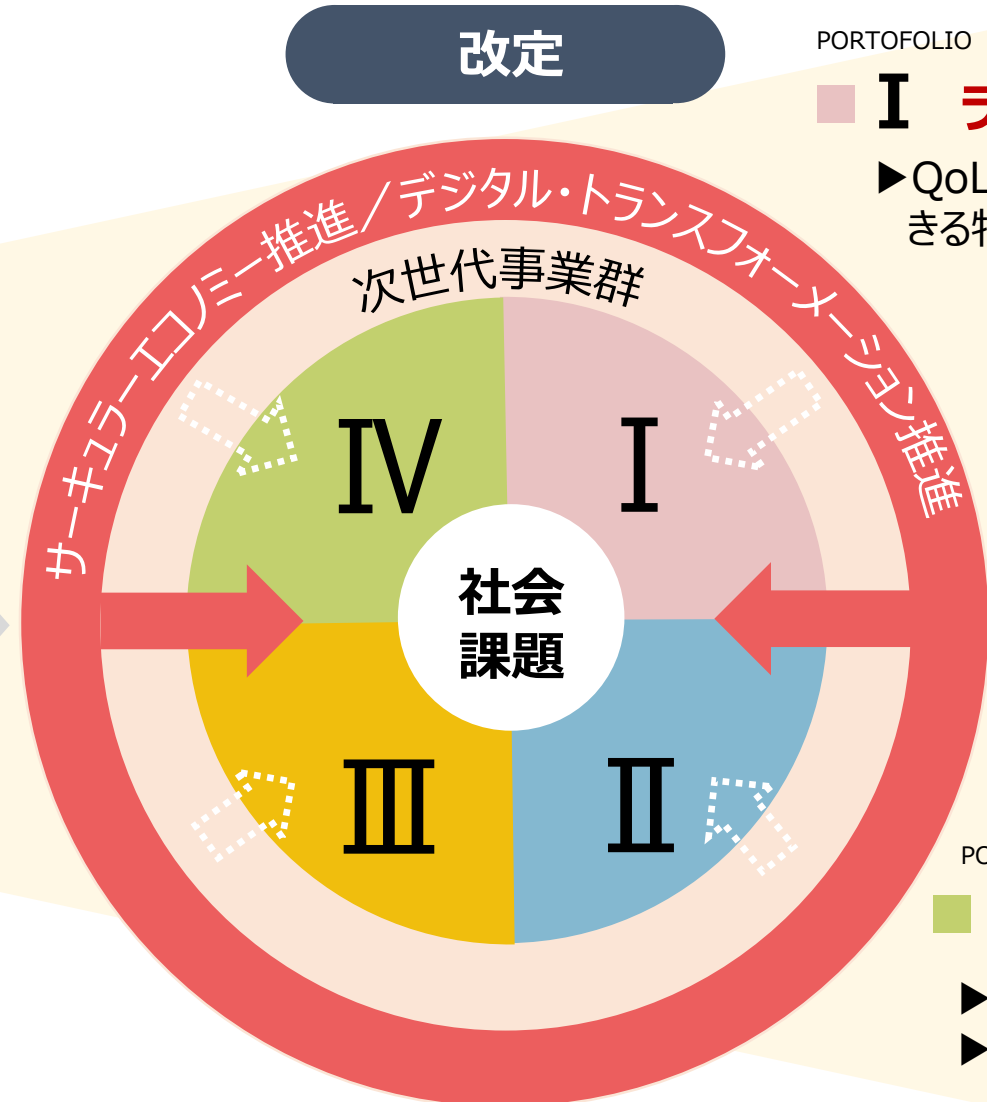 改定
PORTOFOLIO
Ⅰ
▶QoL
きる
サーキュラーエコノミー推進／デジタル・トランスフォーメーション推進
次世代事業群
Ⅳ
Ⅰ
社会
課題
Ⅲ
Ⅱ
▶
▶